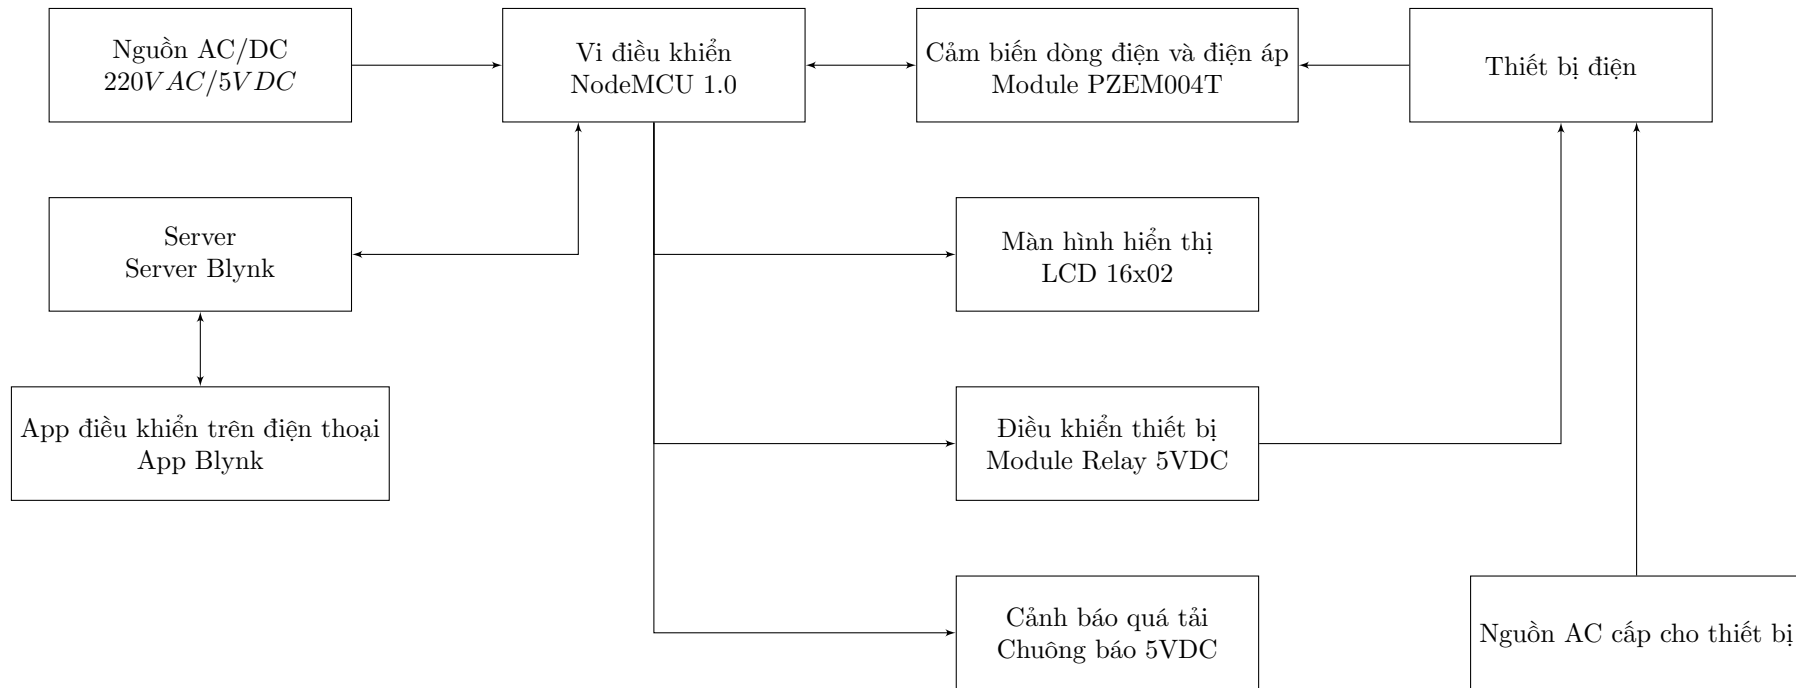 Nguồn AC/DC
220VAC/5VDC
Vi điều khiển
NodeMCU 1.0
Cảm biến dòng điện và điện áp
Module PZEM004T
Thiết bị điện
Server
Server Blynk
Màn hình hiển thị
LCD 16x02
App điều khiển trên điện thoại
App Blynk
Điều khiển thiết bị
Module Relay 5VDC
Cảnh báo quá tải
Chuông báo 5VDC
Nguồn AC cấp cho thiết bị